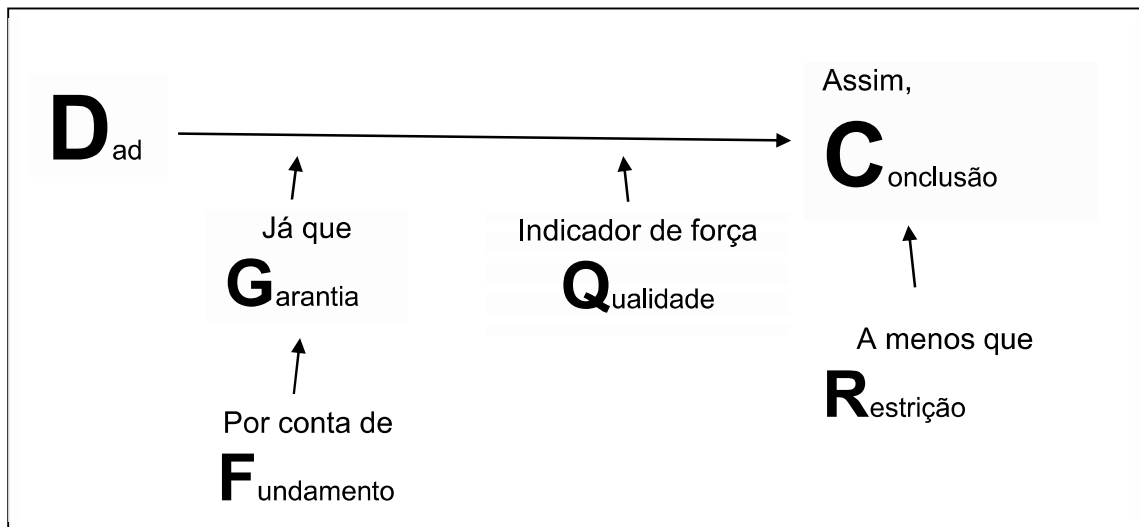 Dad
Assim,
Conclusão
Já que
Garantia
Indicador de força
Qualidade
A menos que
Restrição
Por conta de
Fundamento